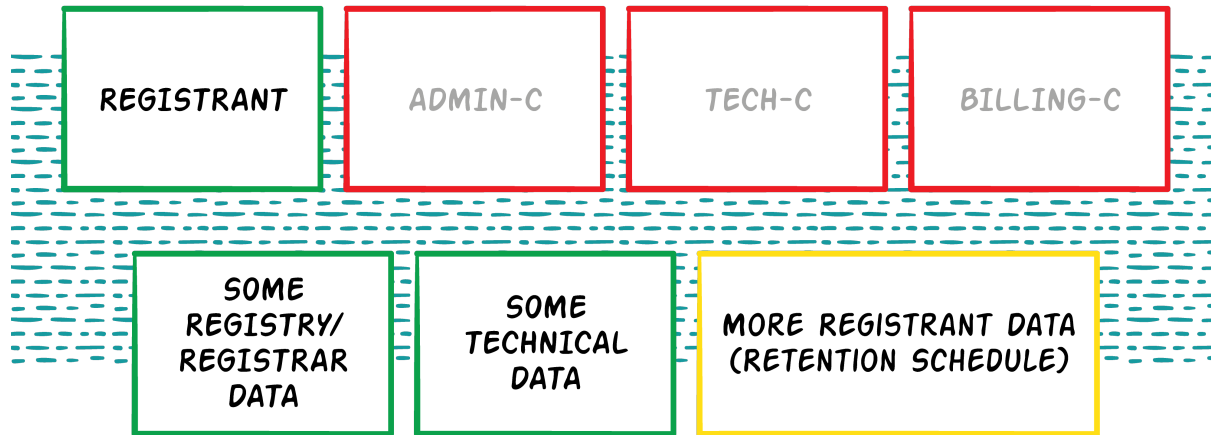 REGISTRANT
ADMIN-C
TECH-C
BILLING-C
SOME
REGISTRY/
REGISTRAR
DATA
SOME
TECHNICAL
DATA
MORE REGISTRANT DATA
(RETENTION SCHEDULE)